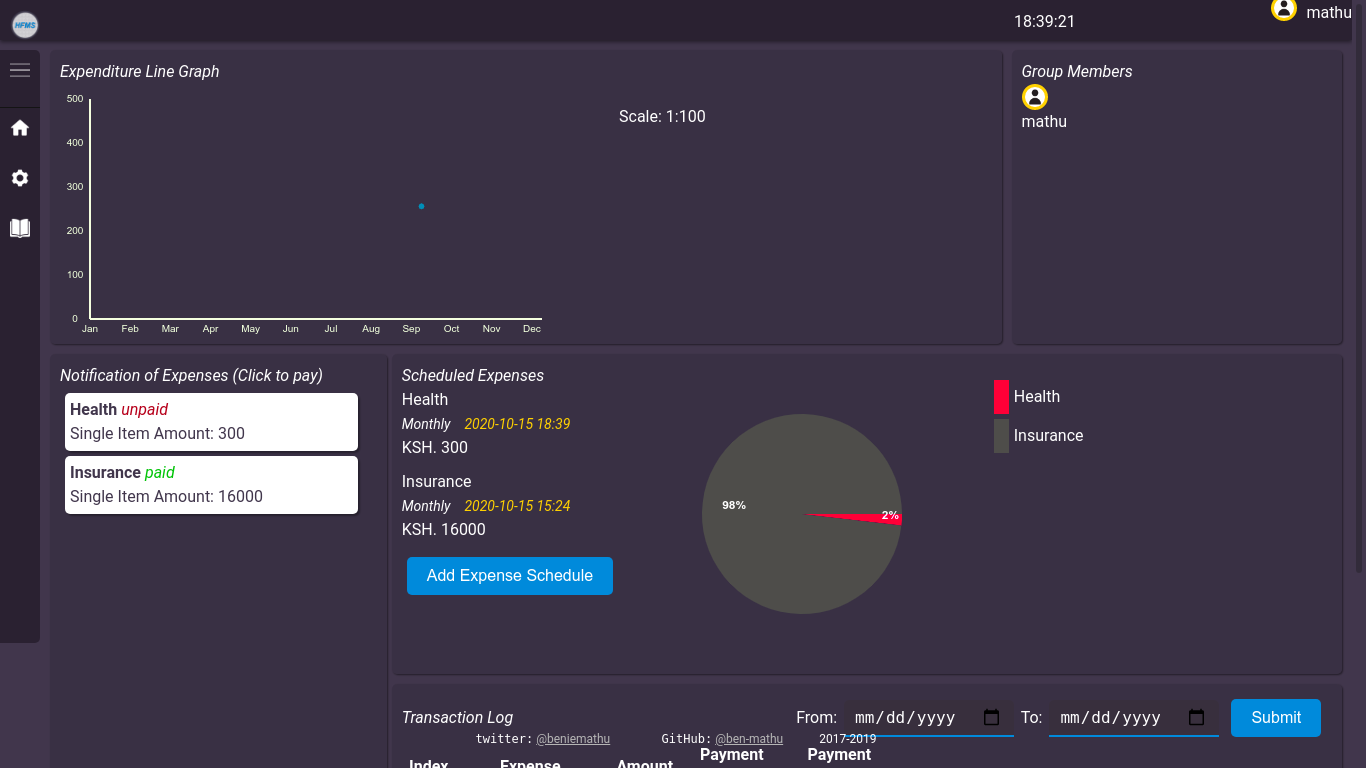 HFMS
18:39:21
mathu
Expenditure Line Graph
Scale: 1:100
500
400
300
200
100
0
Jan Feb Mar Apr May Jun Jul Aug Sep Oct Nov Dec
Group Members
mathu
Notification of Expenses (Click to pay)
Health unpaid
Single Item Amount: 300
Insurance paid
Single Item Amount: 16000
Scheduled Expenses
Health
Monthly 2020-10-15 18:39
KSH. 300
Insurance
Monthly 2020-10-15 15:24
KSH. 16000
Add Expense Schedule
98%
2%
Health
Insurance
Transaction Log
From: mm/dd/yyyy To: mm/dd/yyyy Submit
twitter: @beniemathu GitHub: @ben-mathu 2017-2019
Payment Payment
Index Expense Amount